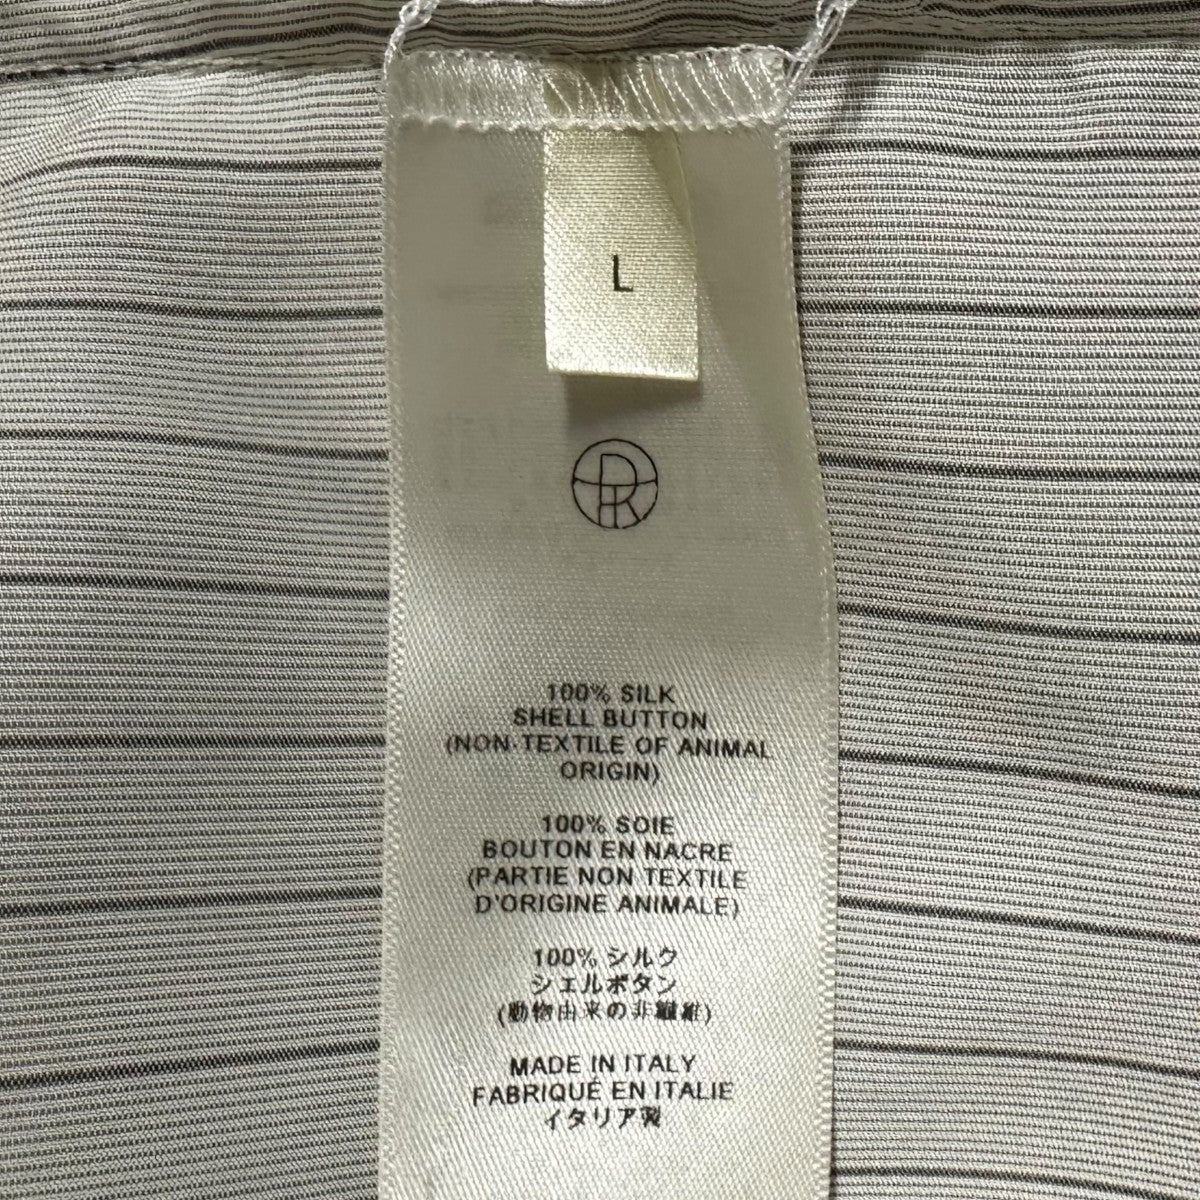 L
100% SILK
SHELL BUTTON
(NON-TEXTILE OF ANIMAL
ORIGIN)
100% SOIE
BOUTON EN NACRE
(PARTIE NON TEXTILE
D'ORIGINE ANIMALE)
100% シルク
シェルボタン
(動物由来の非繊維)
MADE IN ITALY
FABRIQUÉ EN ITALIE
イタリア製